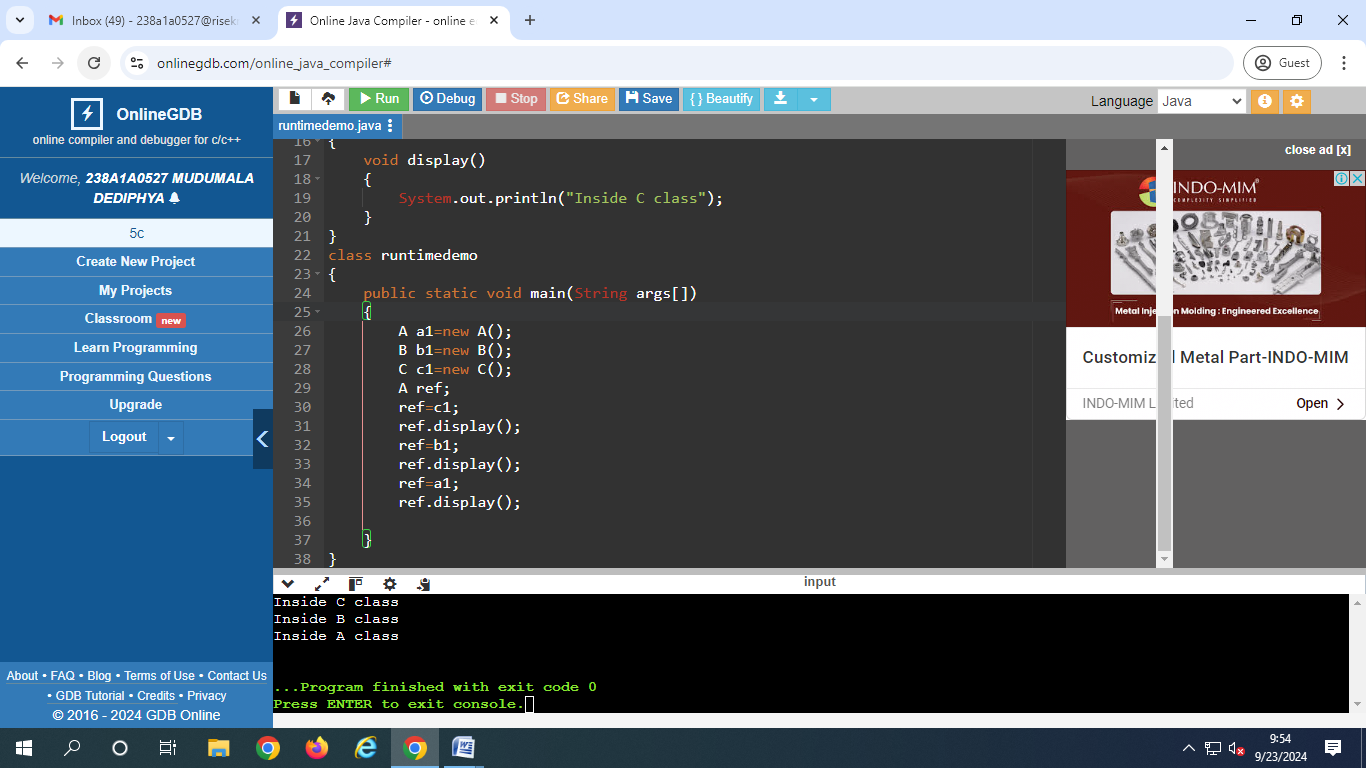 Inbox (49) - 238a1a0527@risek
Online Java Compiler - online e
onlinegdb.com/online_java_compiler#
Guest
OnlineGDB
online compiler and debugger for c/c++
Welcome, 238A1A0527 MUDUMALA
DEDIPHYA
5c
Create New Project
My Projects
Classroom new
Learn Programming
Programming Questions
Upgrade
Logout
About • FAQ • Blog • Terms of Use • Contact Us
• GDB Tutorial • Credits • Privacy
© 2016 - 2024 GDB Online
Run Debug Stop Share Save { } Beautify
Language Java
runtimedemo.java
16 {
17 void display()
18 {
19 System.out.println("Inside C class");
20 }
21 }
22 class runtimedemo
23 {
24 public static void main(String args[])
25 {
26 A a1=new A();
27 B b1=new B();
28 C c1=new C();
29 A ref;
30 ref=c1;
31 ref.display();
32 ref=b1;
33 ref.display();
34 ref=a1;
35 ref.display();
36
37 }
38 }
close ad [x]
INDO-MIM®
COMPLEXITY SIMPLIFIED
Metal Inje on Molding : Engineered Excellence
Customiz l Metal Part-INDO-MIM
INDO-MIM Li ted
Open
input
Inside C class
Inside B class
Inside A class
...Program finished with exit code 0
Press ENTER to exit console.
9:54
9/23/2024